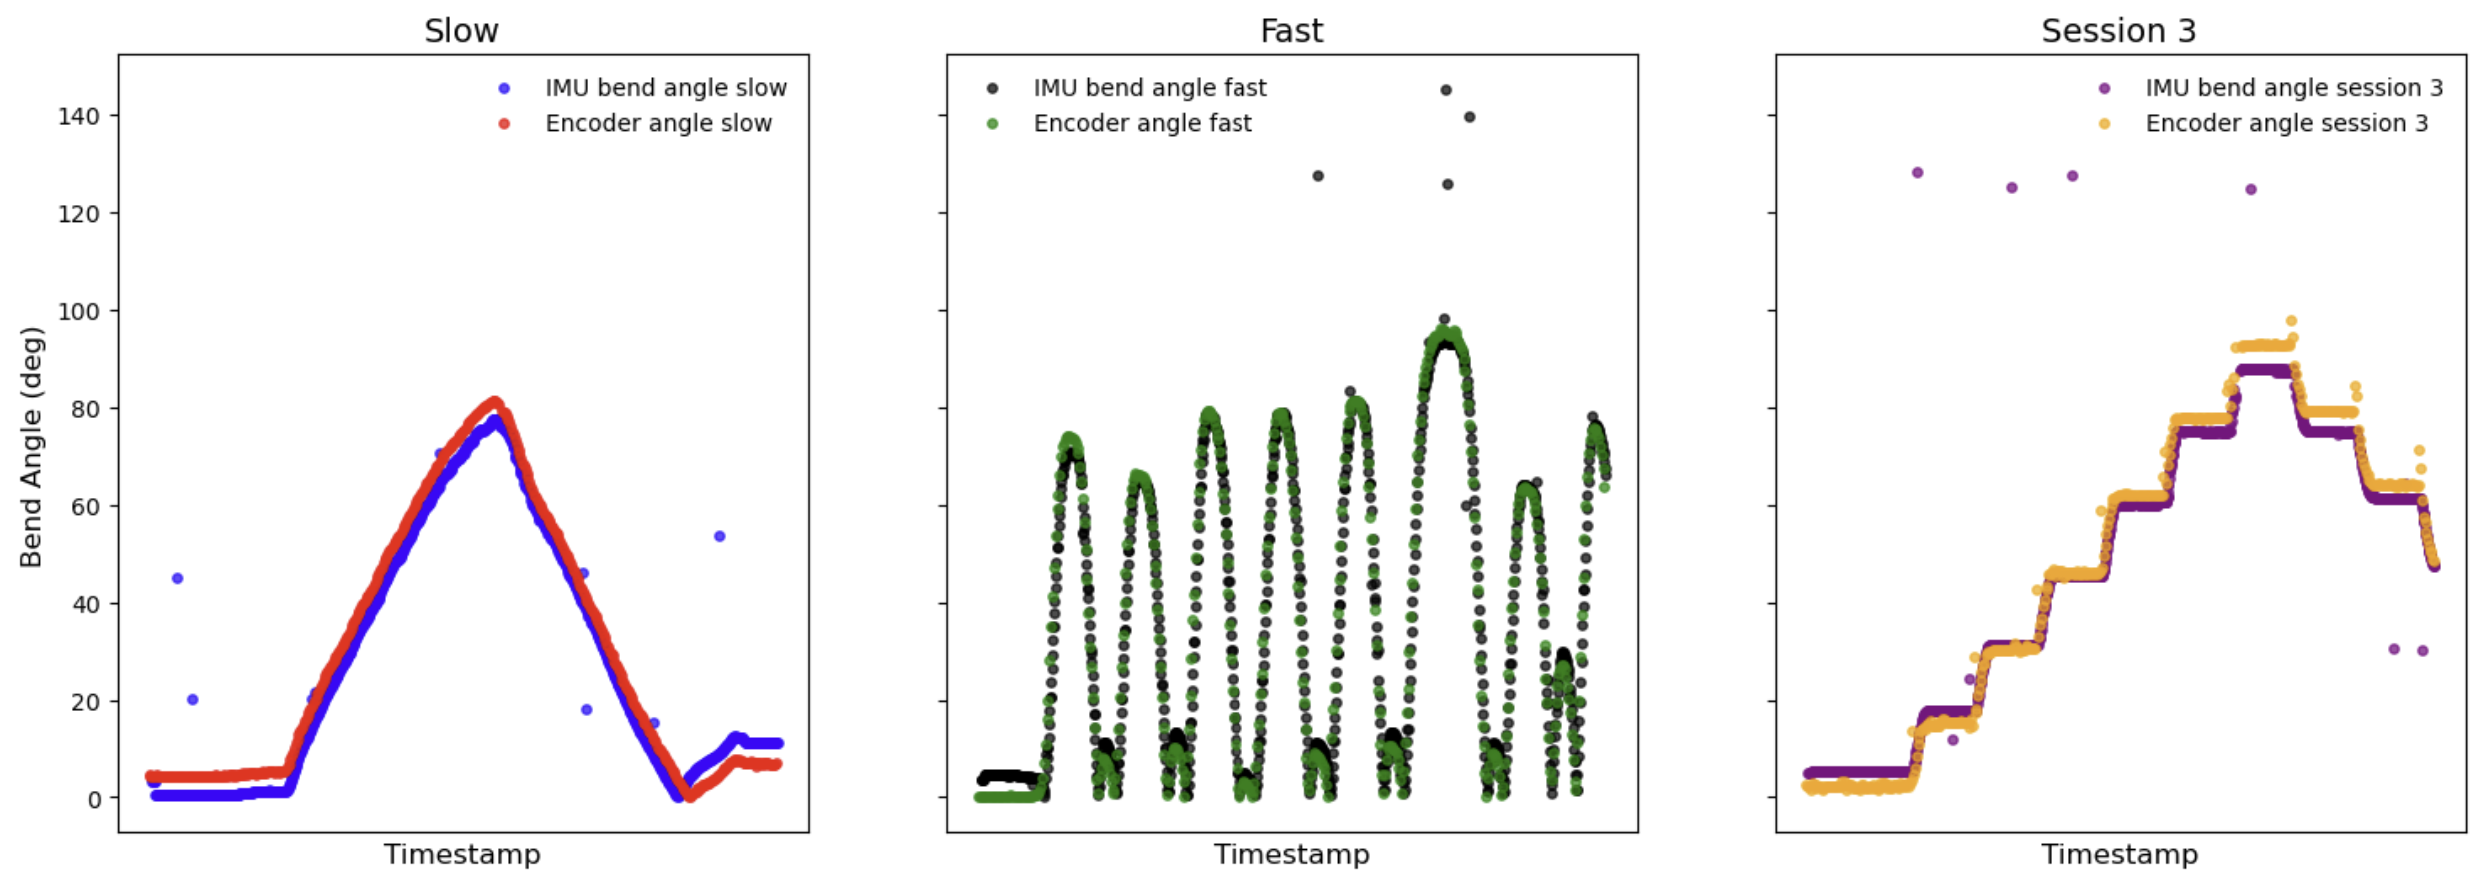 Slow
IMU bend angle slow
Encoder angle slow
140
120
100
80
60
40
20
0
Bend Angle (deg)
Timestamp
Fast
IMU bend angle fast
Encoder angle fast
Timestamp
Session 3
IMU bend angle session 3
Encoder angle session 3
Timestamp